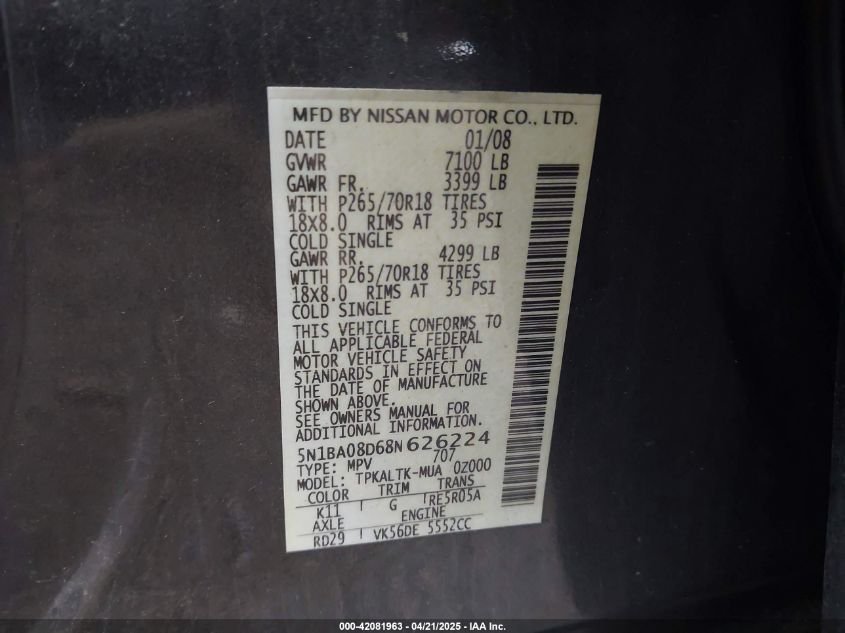 MFD BY NISSAN MOTOR CO., LTD.
DATE 01/08
GVWR 7100 LB
GAWR FR. 3399 LB
WITH P265/70R18 TIRES
18X8.0 RIMS AT 35 PSI
COLD SINGLE
GAWR RR. 4299 LB
WITH P265/70R18 TIRES
18X8.0 RIMS AT 35 PSI
COLD SINGLE
THIS VEHICLE CONFORMS TO
ALL APPLICABLE FEDERAL
MOTOR VEHICLE SAFETY
STANDARDS IN EFFECT ON
THE DATE OF MANUFACTURE
SHOWN ABOVE.
SEE OWNERS MANUAL FOR
ADDITIONAL INFORMATION.
5N1BA08D68N626224
TYPE: MPV 707
MODEL: TPKALTK-MUA 0Z000
COLOR TRIM TRANS
K11 G RE5R05A
AXLE ENGINE
RD29 VK56DE 5552CC
000-42081963 - 04/21/2025 - IAA Inc.